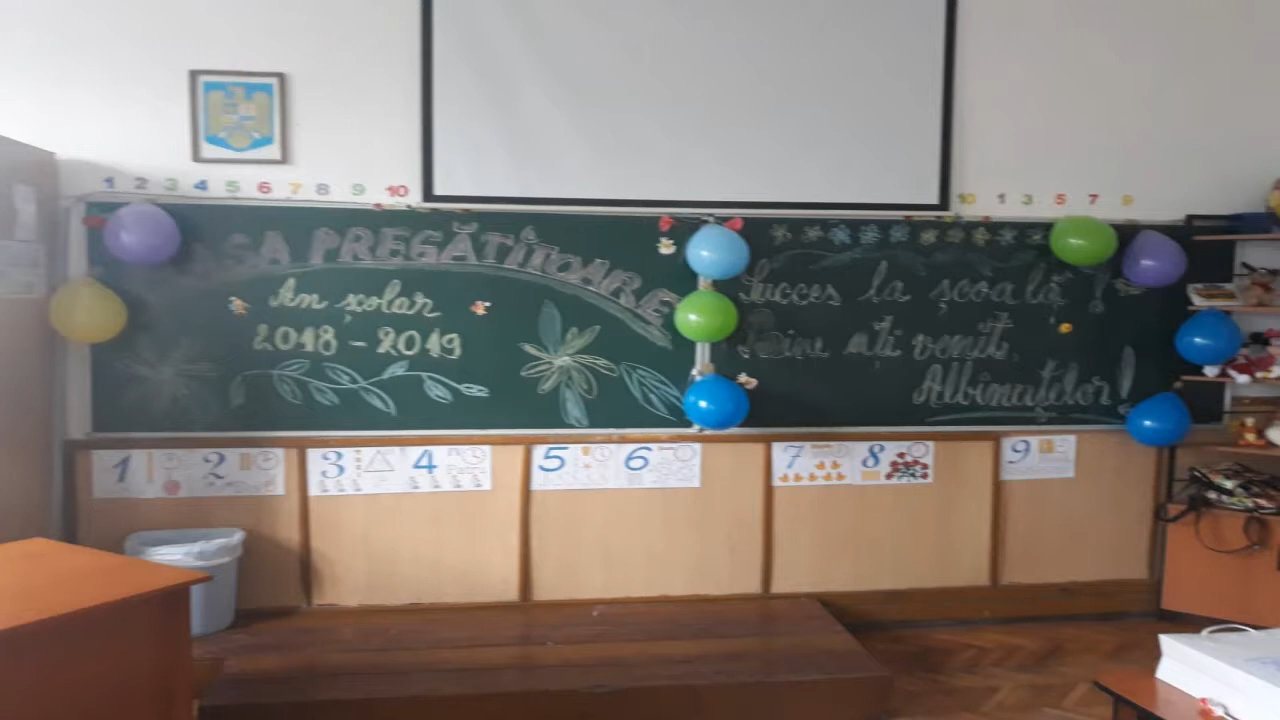 1 2 3 4 5 6 7 8 9 10
10 1 3 5 7 9
PREGĂTITOARE
An școlar
2018 - 2019
Succes la școală!
Bine ați venit,
Albinuțelor!
1 2 3 4 5 6 7 8 9